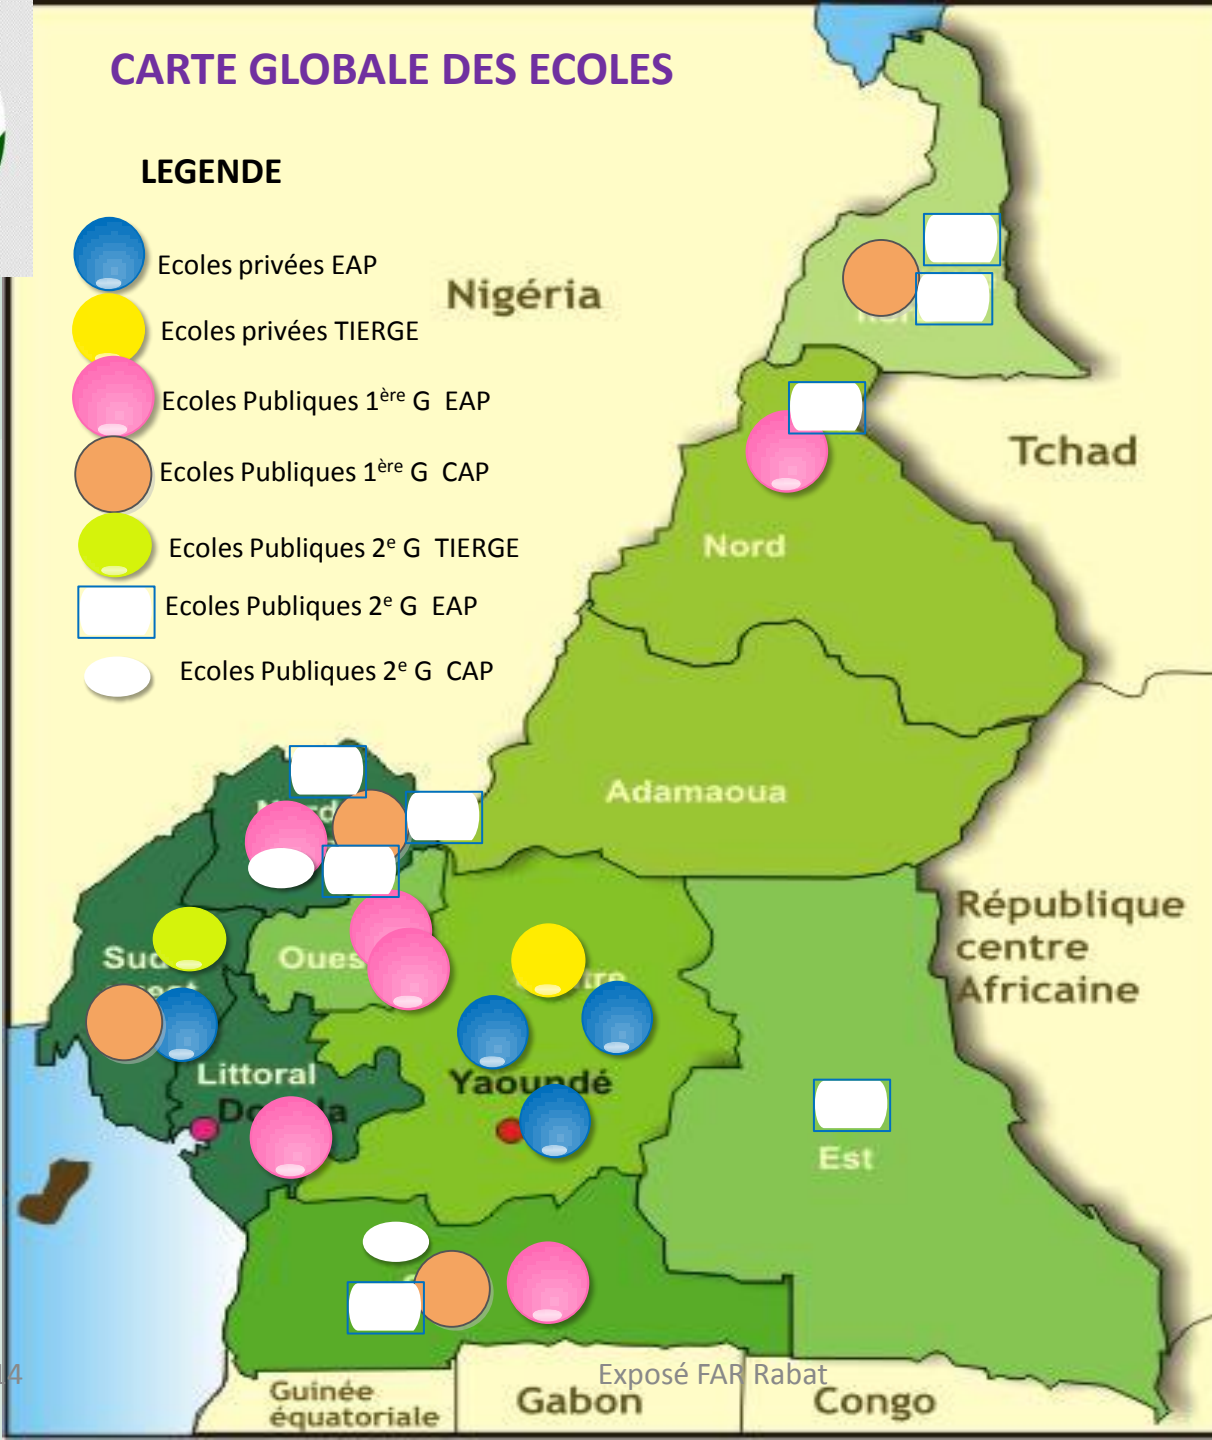 CARTE GLOBALE DES ECOLES
LEGENDE
Ecoles privées EAP
Ecoles privées TIERGE
Ecoles Publiques 1ère G EAP
Ecoles Publiques 1ère G CAP
Ecoles Publiques 2e G TIERGE
Ecoles Publiques 2e G EAP
Ecoles Publiques 2e G CAP
Nigéria
Tchad
Nord
Adamaoua
République
centre
Africaine
Littoral
Yaoundé
Est
Exposé FAR Rabat
Guinée
équatoriale
Gabon
Congo